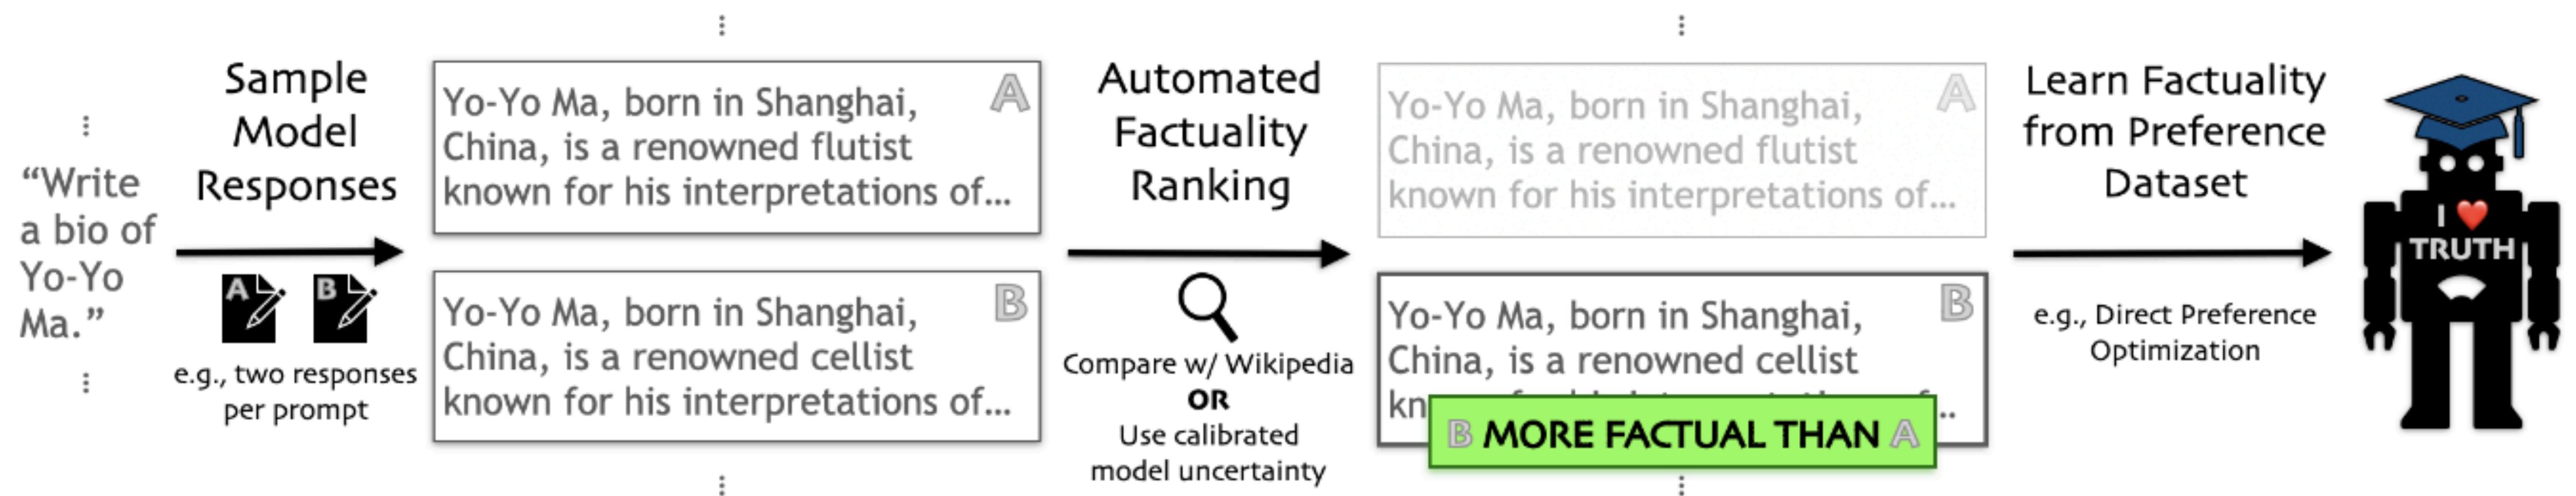 “Write
a bio of
Yo-Yo
Ma.”
Sample
Model
Responses
A B
e.g., two responses
per prompt
Yo-Yo Ma, born in Shanghai,
China, is a renowned flutist
known for his interpretations of...
A
Yo-Yo Ma, born in Shanghai,
China, is a renowned cellist
known for his interpretations of...
B
Automated
Factuality
Ranking
Compare w/ Wikipedia
OR
Use calibrated
model uncertainty
Yo-Yo Ma, born in Shanghai,
China, is a renowned flutist
known for his interpretations of...
A
Yo-Yo Ma, born in Shanghai,
China, is a renowned cellist
B
B MORE FACTUAL THAN A
Learn Factuality
from Preference
Dataset
e.g., Direct Preference
Optimization
I ❤️
TRUTH